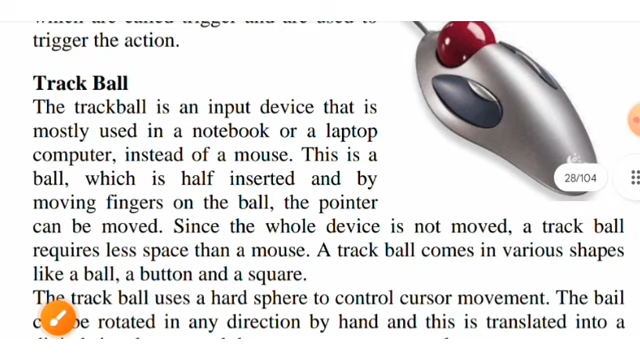 trigger the action.
Track Ball
The trackball is an input device that is
mostly used in a notebook or a laptop
computer, instead of a mouse. This is a
ball, which is half inserted and by
28/104
moving fingers on the ball, the pointer
can be moved. Since the whole device is not moved, a track ball
requires less space than a mouse. A track ball comes in various shapes
like a ball, a button and a square.
The track ball uses a hard sphere to control cursor movement. The bail
be rotated in any direction by hand and this is translated into a